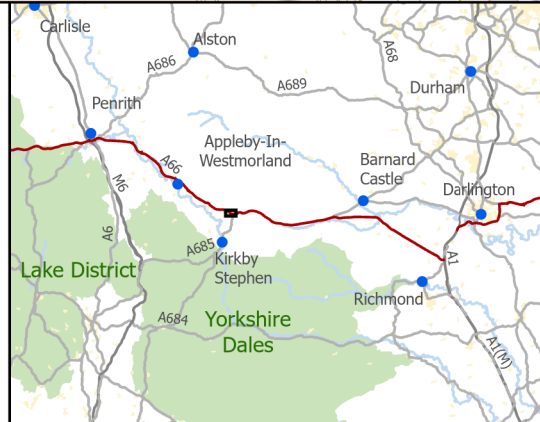 Carlisle
Alston
A68
A686
A689
Durham
Penrith
Appleby-In-
Westmorland
A66
Barnard
Castle
Darlington
M6
A6
A685
Kirkby
Stephen
A1
Lake District
Richmond
Yorkshire
Dales
A684
A1(M)